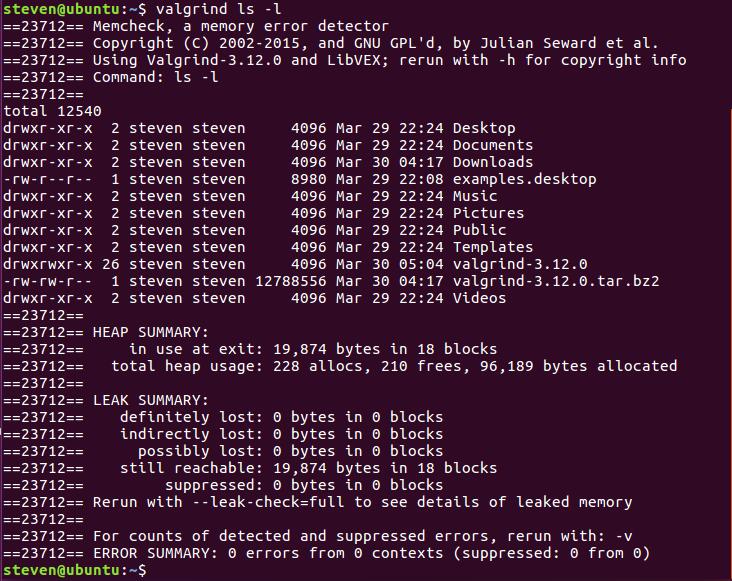 steven@ubuntu:~$ valgrind ls -l
==23712== Memcheck, a memory error detector
==23712== Copyright (C) 2002-2015, and GNU GPL'd, by Julian Seward et al.
==23712== Using Valgrind-3.12.0 and LibVEX; rerun with -h for copyright info
==23712== Command: ls -l
==23712==
total 12540
drwxr-xr-x  2 steven steven     4096 Mar 29 22:24 Desktop
drwxr-xr-x  2 steven steven     4096 Mar 29 22:24 Documents
drwxr-xr-x  2 steven steven     4096 Mar 30 04:17 Downloads
-rw-r--r--  1 steven steven     8980 Mar 29 22:08 examples.desktop
drwxr-xr-x  2 steven steven     4096 Mar 29 22:24 Music
drwxr-xr-x  2 steven steven     4096 Mar 29 22:24 Pictures
drwxr-xr-x  2 steven steven     4096 Mar 29 22:24 Public
drwxr-xr-x  2 steven steven     4096 Mar 29 22:24 Templates
drwxrwxr-x 26 steven steven     4096 Mar 30 05:04 valgrind-3.12.0
-rw-rw-r--  1 steven steven 12788556 Mar 30 04:17 valgrind-3.12.0.tar.bz2
drwxr-xr-x  2 steven steven     4096 Mar 29 22:24 Videos
==23712==
==23712== HEAP SUMMARY:
==23712==     in use at exit: 19,874 bytes in 18 blocks
==23712==   total heap usage: 228 allocs, 210 frees, 96,189 bytes allocated
==23712==
==23712== LEAK SUMMARY:
==23712==    definitely lost: 0 bytes in 0 blocks
==23712==    indirectly lost: 0 bytes in 0 blocks
==23712==      possibly lost: 0 bytes in 0 blocks
==23712==    still reachable: 19,874 bytes in 18 blocks
==23712==         suppressed: 0 bytes in 0 blocks
==23712== Rerun with --leak-check=full to see details of leaked memory
==23712==
==23712== For counts of detected and suppressed errors, rerun with: -v
==23712== ERROR SUMMARY: 0 errors from 0 contexts (suppressed: 0 from 0)
steven@ubuntu:~$